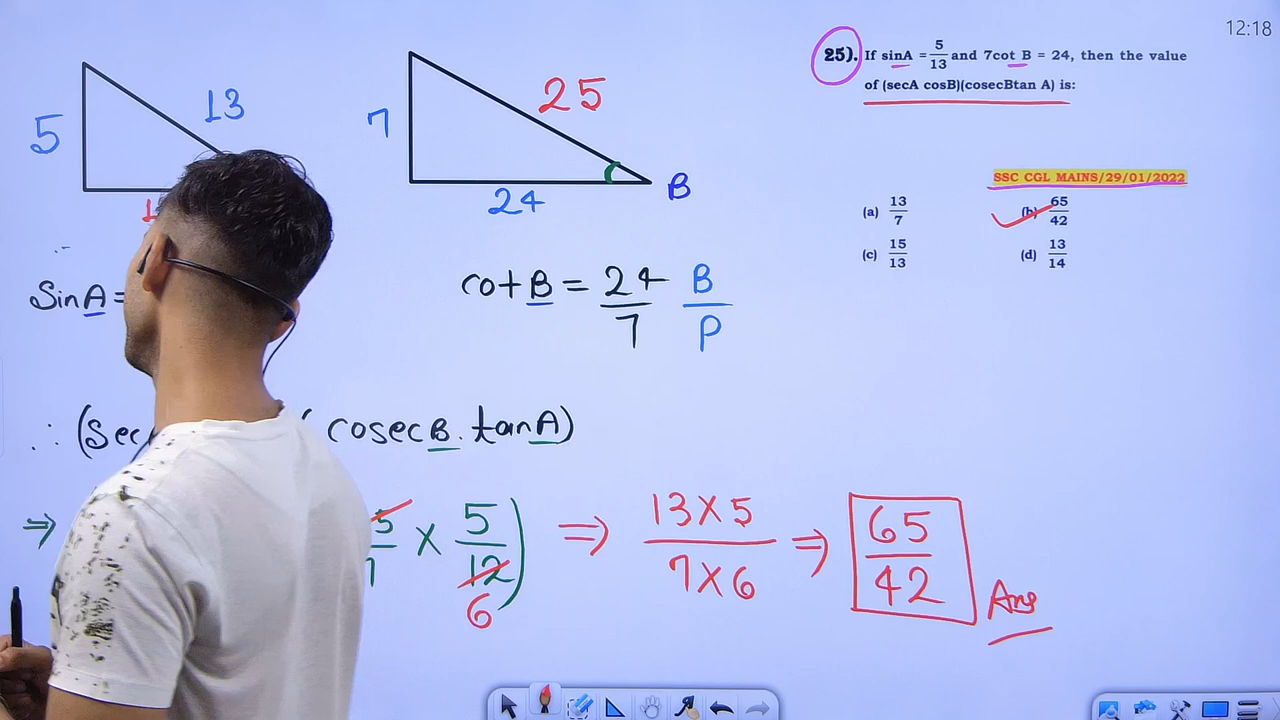 12:18
25). If sinA = 5/13 and 7cot B = 24, then the value
of (secA cosB)(cosecBtan A) is:
SSC CGL MAINS/29/01/2022
(a) 13/7
(b) 65/42
(c) 15/13
(d) 13/14
5
13
7
25
24
B
SinA =
cot B = 24/7 B/P
∴ (sec ( cosecB . tanA)
⇒ 5/7 × 5/12 ) ⇒ 13×5/7×6 ⇒ 65/42 Ans
6